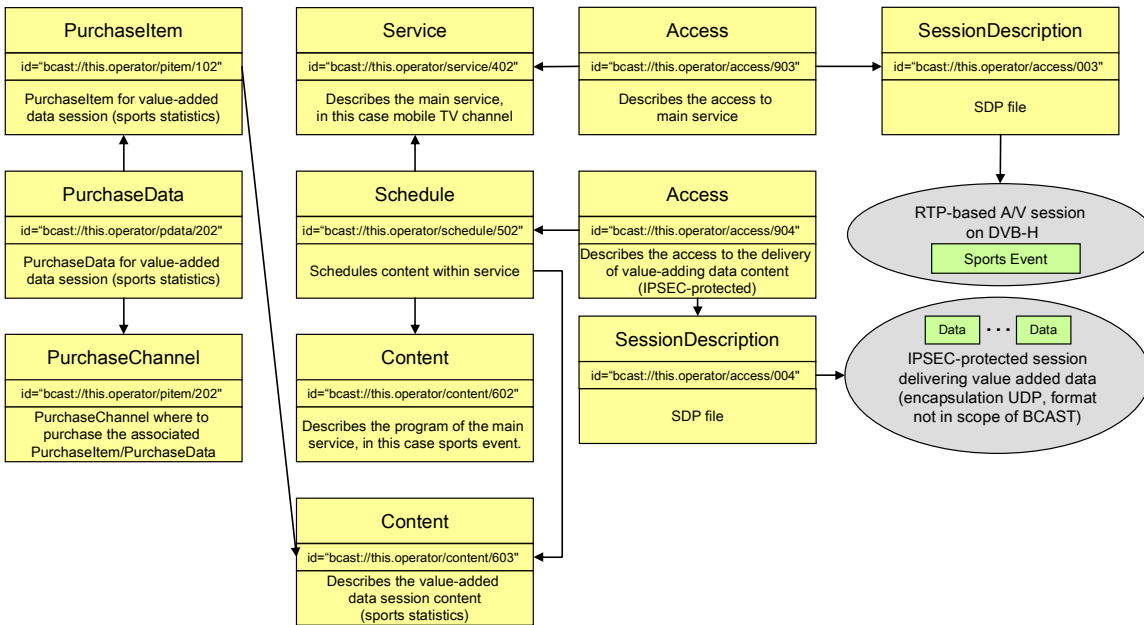 PurchaseItem
id=“bcast://this.operator/pitem/102"
PurchaseItem for value-added
data session (sports statistics)
PurchaseData
id=“bcast://this.operator/pdata/202"
PurchaseData for value-added
data session (sports statistics)
PurchaseChannel
id=“bcast://this.operator/pitem/202"
PurchaseChannel where to
purchase the associated
PurchaseItem/PurchaseData
Service
id=“bcast://this.operator/service/402"
Describes the main service,
in this case mobile TV channel
Schedule
id=“bcast://this.operator/schedule/502"
Schedules content within service
Content
id=“bcast://this.operator/content/602"
Describes the program of the main
service, in this case sports event.
Content
id=“bcast://this.operator/content/603"
Describes the value-added
data session content
(sports statistics)
Access
id=“bcast://this.operator/access/903"
Describes the access to
main service
Access
id=“bcast://this.operator/access/904"
Describes the access to the delivery
of value-adding data content
(IPSEC-protected)
SessionDescription
id=“bcast://this.operator/access/004"
SDP file
SessionDescription
id=“bcast://this.operator/access/003"
SDP file
RTP-based A/V session
on DVB-H
Sports Event
Data ... Data
IPSEC-protected session
delivering value added data
(encapsulation UDP, format
not in scope of BCAST)